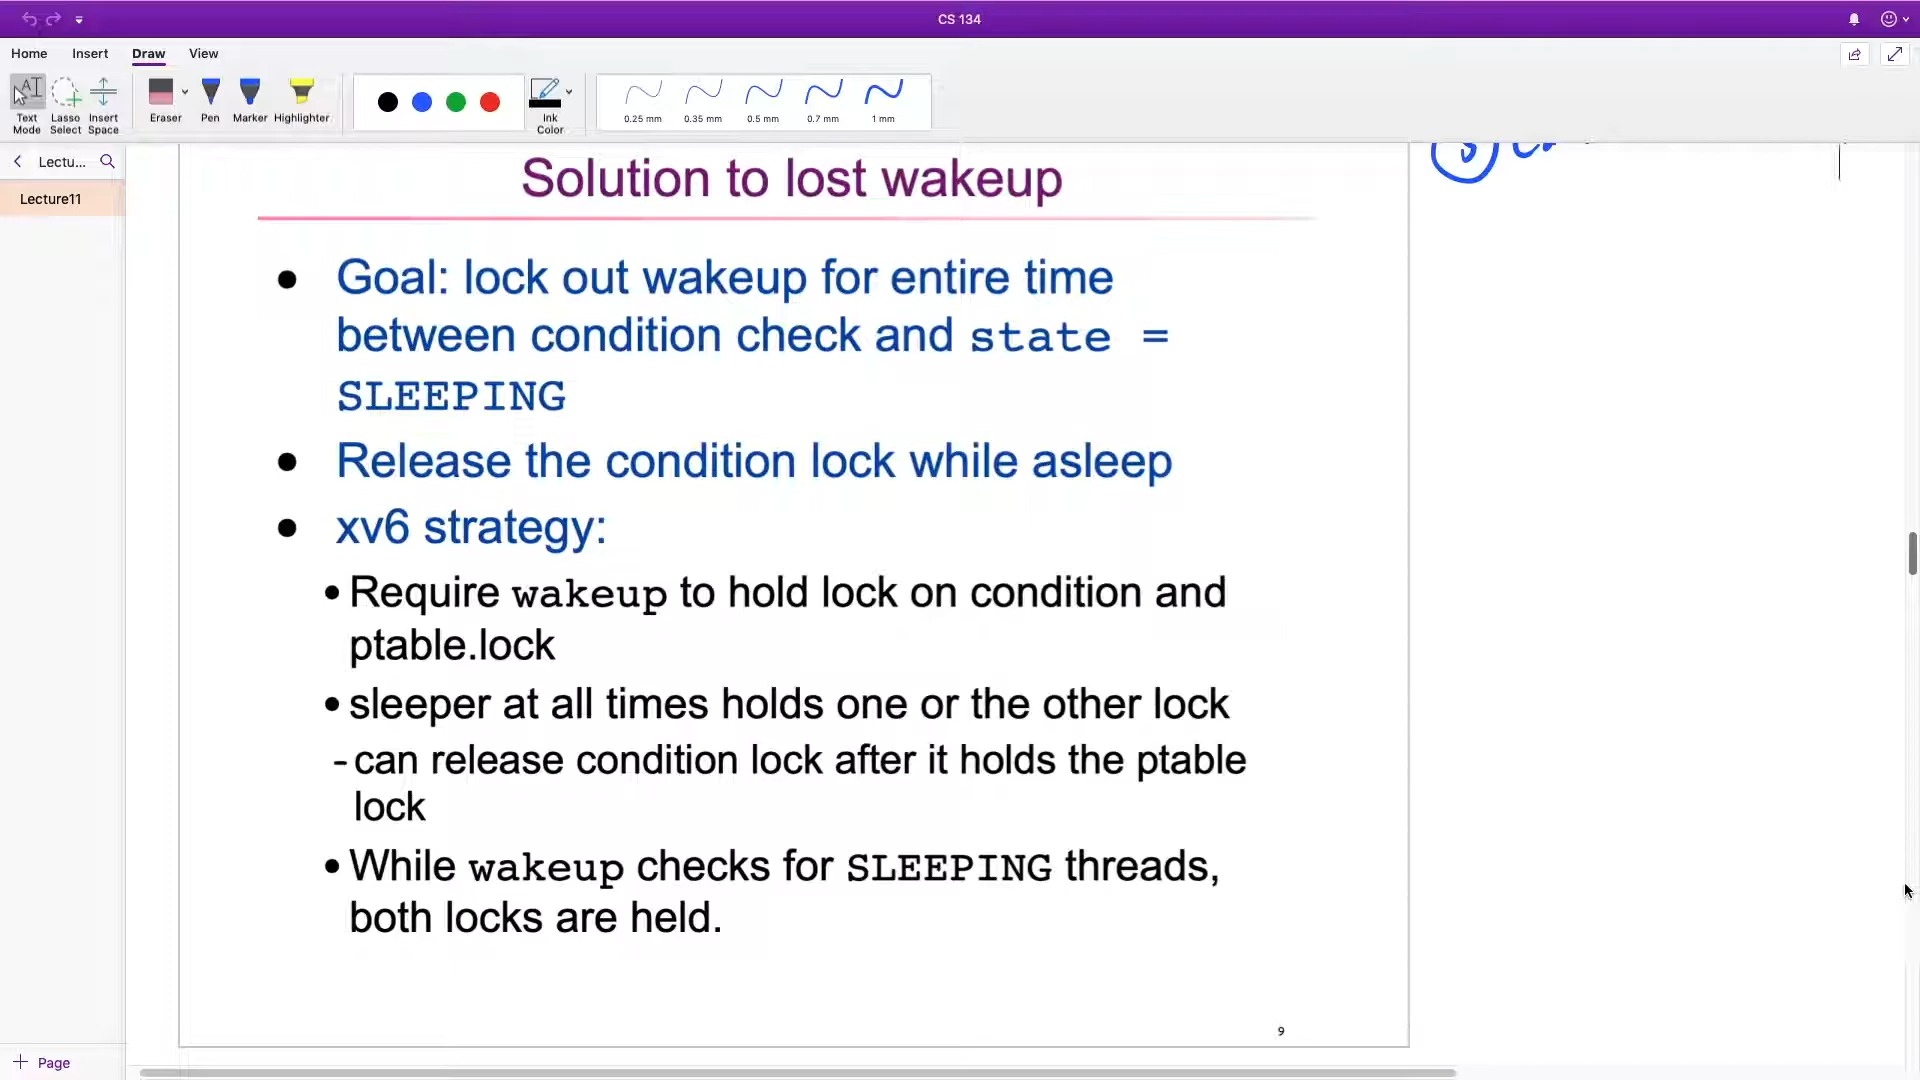 CS 134
Home Insert Draw View
Text Mode
Lasso Select
Insert Space
Eraser
Pen
Marker
Highlighter
Ink Color
0.25 mm
0.35 mm
0.5 mm
0.7 mm
1 mm
Lectu...
Lecture11
Solution to lost wakeup
● Goal: lock out wakeup for entire time
between condition check and state =
SLEEPING
● Release the condition lock while asleep
● xv6 strategy:
• Require wakeup to hold lock on condition and
ptable.lock
• sleeper at all times holds one or the other lock
- can release condition lock after it holds the ptable
lock
• While wakeup checks for SLEEPING threads,
both locks are held.
9
+ Page